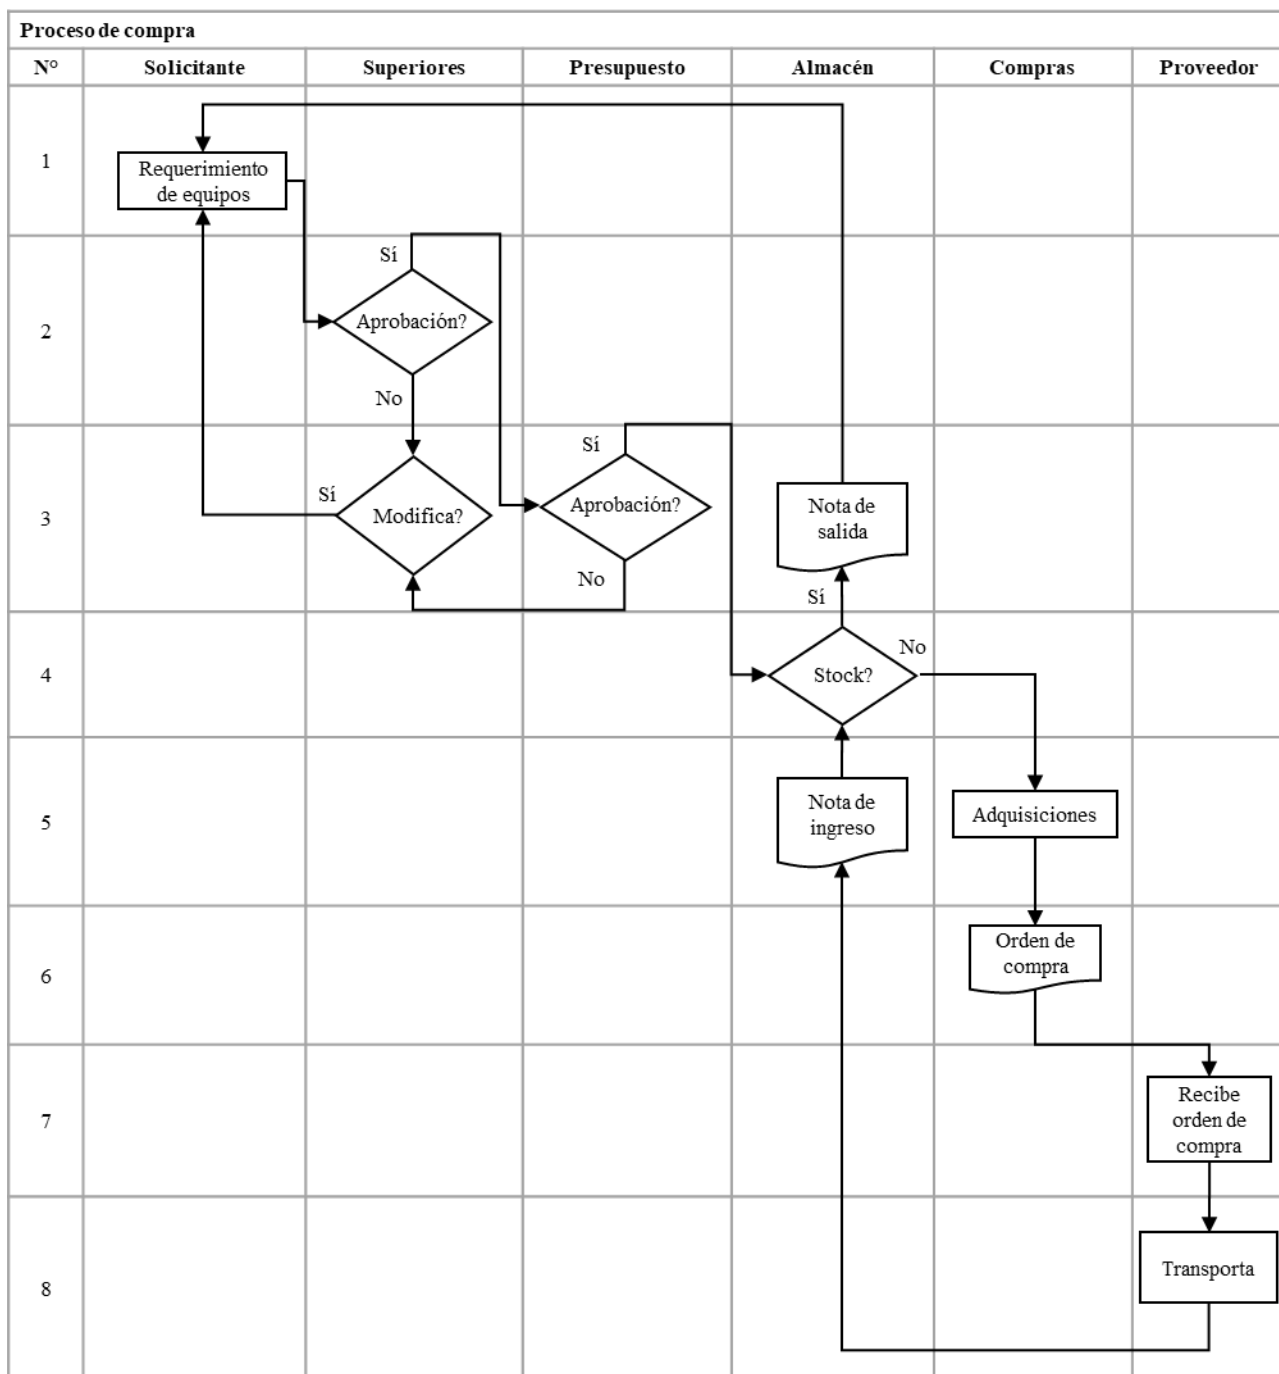 Proceso de compra
N° Solicitante Superiores Presupuesto Almacén Compras Proveedor
1
Requerimiento
de equipos
2
Sí
Aprobación?
No
3
Sí
Modifica?
Sí
Aprobación?
No
Nota de
salida
Sí
4
Stock?
No
5
Nota de
ingreso
Adquisiciones
6
Orden de
compra
7
Recibe
orden de
compra
8
Transporta